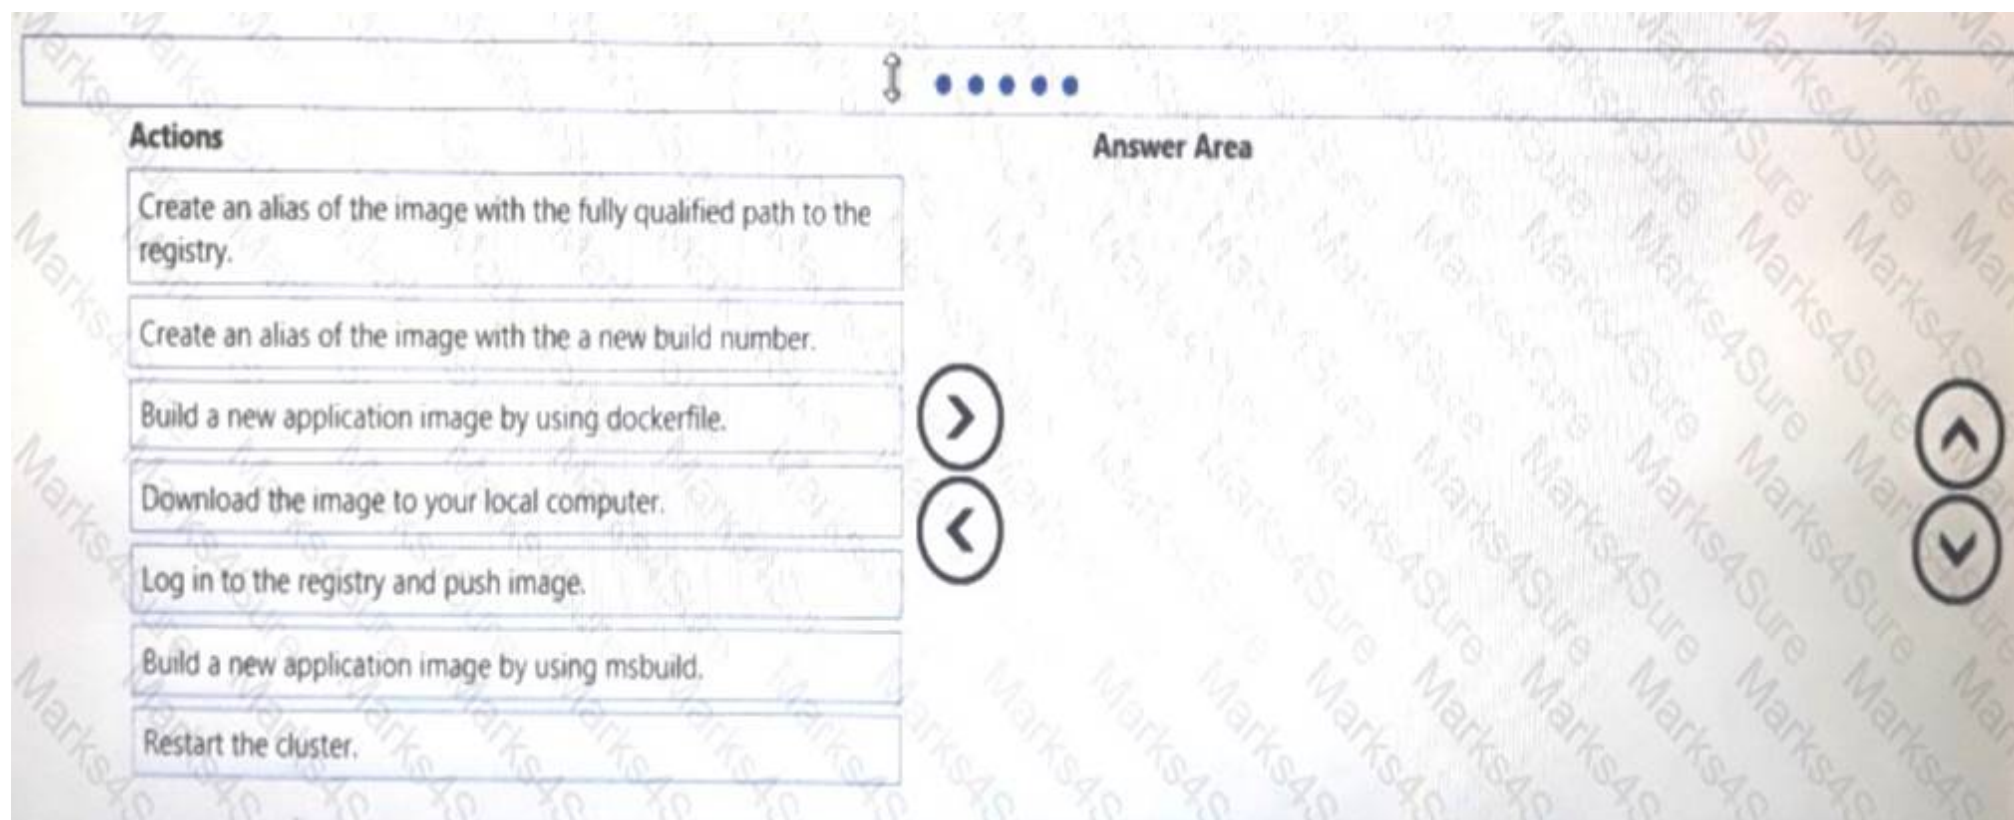 Actions
Answer Area
Create an alias of the image with the fully qualified path to the
registry.
Create an alias of the image with the a new build number.
Build a new application image by using dockerfile.
Download the image to your local computer.
Log in to the registry and push image.
Build a new application image by using msbuild.
Restart the cluster.
Marks4Sure